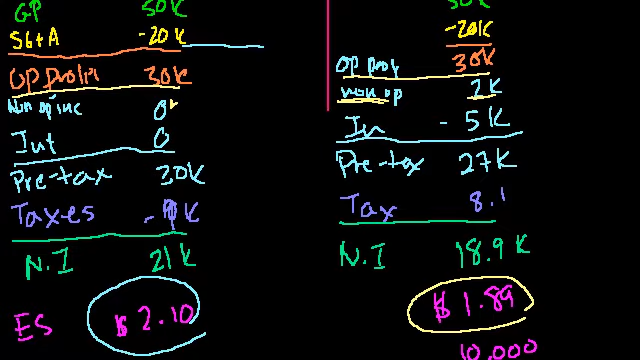 GP 50K
SG+A -20K
Op profit 30K
Non op inc 0
Int 0
Pre-tax 30K
Taxes -9K
N.I 21K
ES $2.10
50K
-20K
Op prof 30K
non op 2K
In - 5K
Pre-tax 27K
Tax 8.1
N.I 18.9K
$1.89
10,000